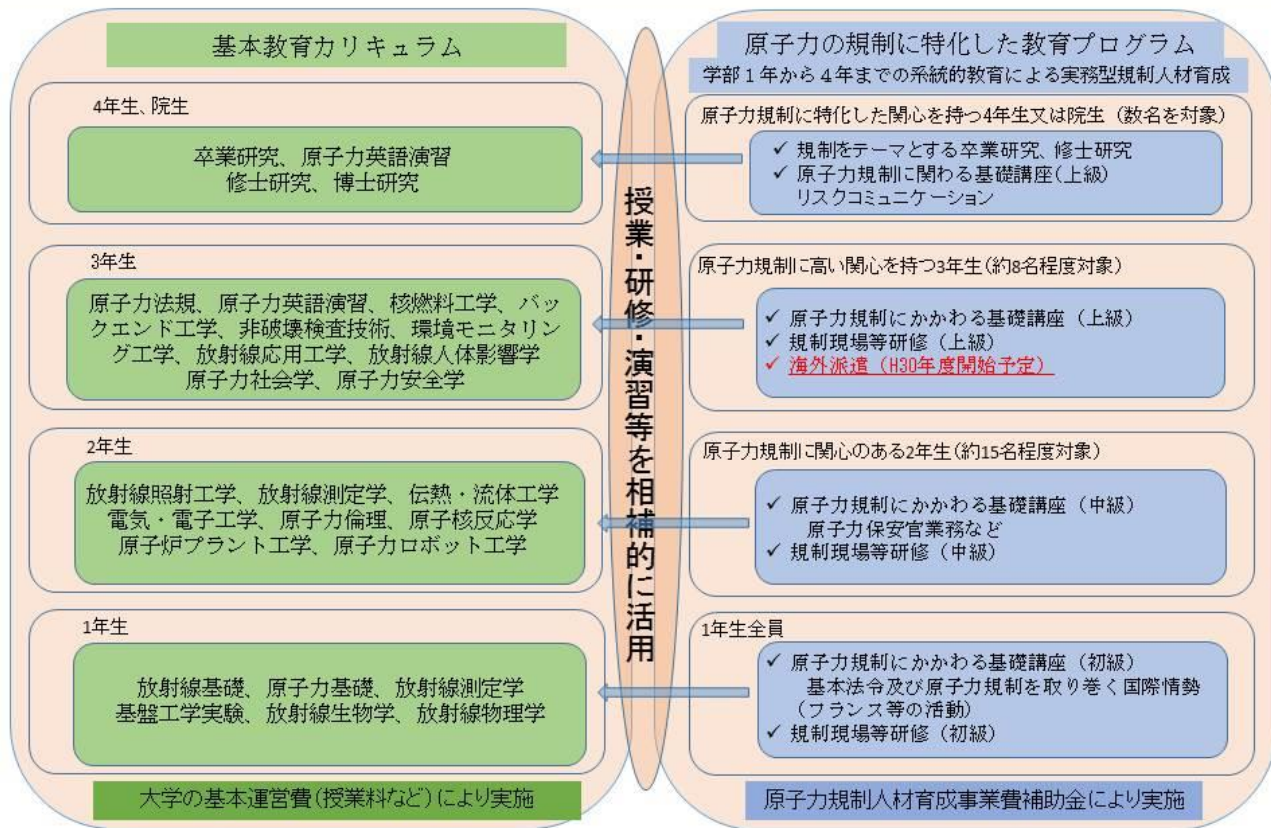 基本教育カリキュラム
4年生、院生
卒業研究、原子力英語演習
修士研究、博士研究
3年生
原子力法規、原子力英語演習、核燃料工学、バッ
クエンド工学、非破壊検査技術、環境モニタリン
グ工学、放射線応用工学、放射線人体影響学
原子力社会学、原子力安全学
2年生
放射線照射工学、放射線測定学、伝熱・流体工学
電気・電子工学、原子力倫理、原子核反応学
原子炉プラント工学、原子力ロボット工学
1年生
放射線基礎、原子力基礎、放射線測定学
基盤工学実験、放射線生物学、放射線物理学
大学の基本運営費(授業料など)により実施
授業・研修・演習等を相補的に活用
原子力の規制に特化した教育プログラム
学部1年から4年までの系統的教育による実務型規制人材育成
原子力規制に特化した関心を持つ4年生又は院生(数名を対象)
✓ 規制をテーマとする卒業研究、修士研究
✓ 原子力規制に関わる基礎講座(上級)
リスクコミュニケーション
原子力規制に高い関心を持つ3年生(約8名程度対象)
✓ 原子力規制にかかわる基礎講座(上級)
✓ 規制現場等研修(上級)
✓ 海外派遣(H30年度開始予定)
原子力規制に関心のある2年生(約15名程度対象)
✓ 原子力規制にかかわる基礎講座(中級)
原子力保安官業務など
✓ 規制現場等研修(中級)
1年生全員
✓ 原子力規制にかかわる基礎講座(初級)
基本法令及び原子力規制を取り巻く国際情勢
(フランス等の活動)
✓ 規制現場等研修(初級)
原子力規制人材育成事業費補助金により実施